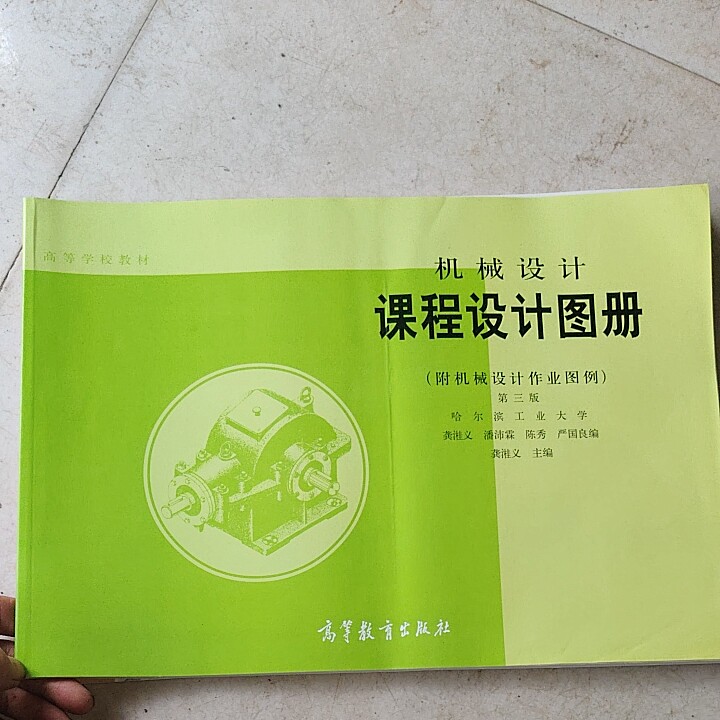 高等学校教材
机械设计
课程设计图册
(附机械设计作业图例)
第三版
哈尔滨工业大学
龚溎义 潘沛霖 陈秀 严国良编
龚溎义 主编
高等教育出版社